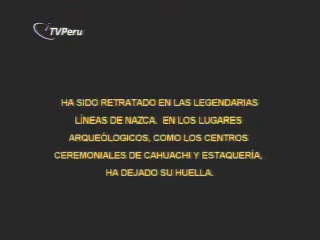 TVPeru
HA SIDO RETRATADO EN LAS LEGENDARIAS
LÍNEAS DE NAZCA. EN LOS LUGARES
ARQUEÓLOGICOS, COMO LOS CENTROS
CEREMONIALES DE CAHUACHI Y ESTAQUERÍA,
HA DEJADO SU HUELLA.